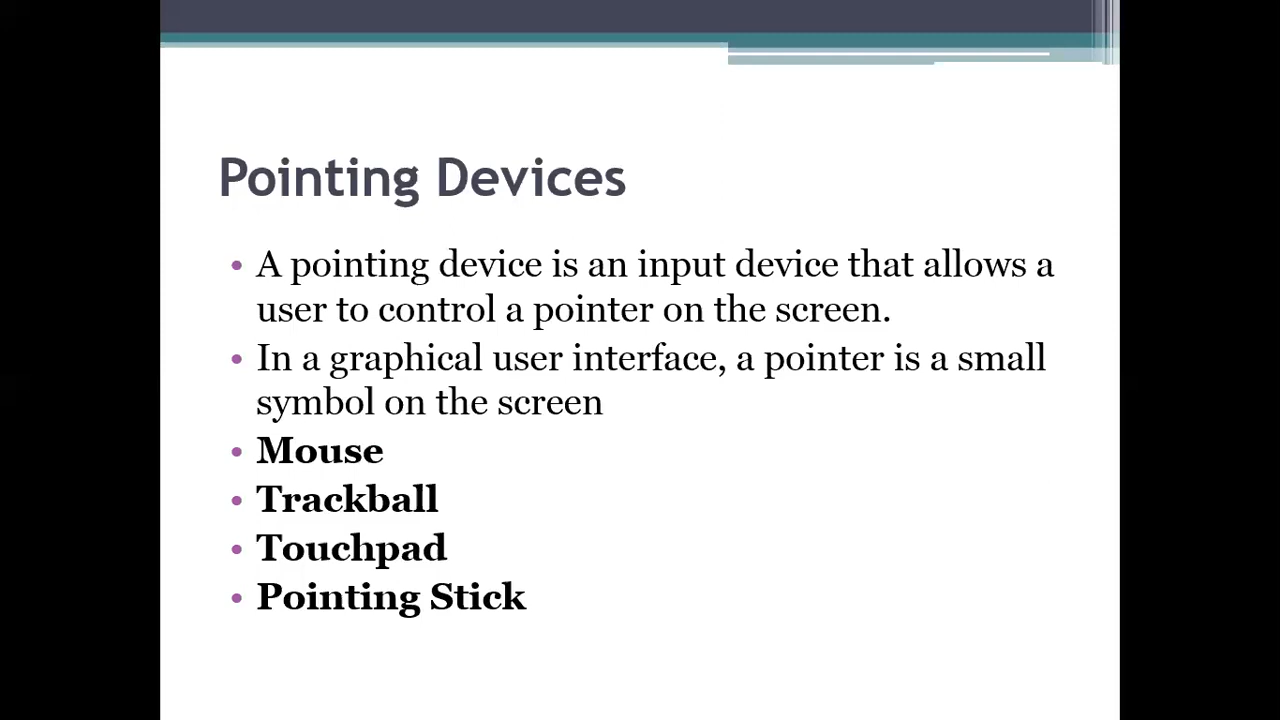 Pointing Devices
• A pointing device is an input device that allows a
user to control a pointer on the screen.
• In a graphical user interface, a pointer is a small
symbol on the screen
• Mouse
• Trackball
• Touchpad
• Pointing Stick